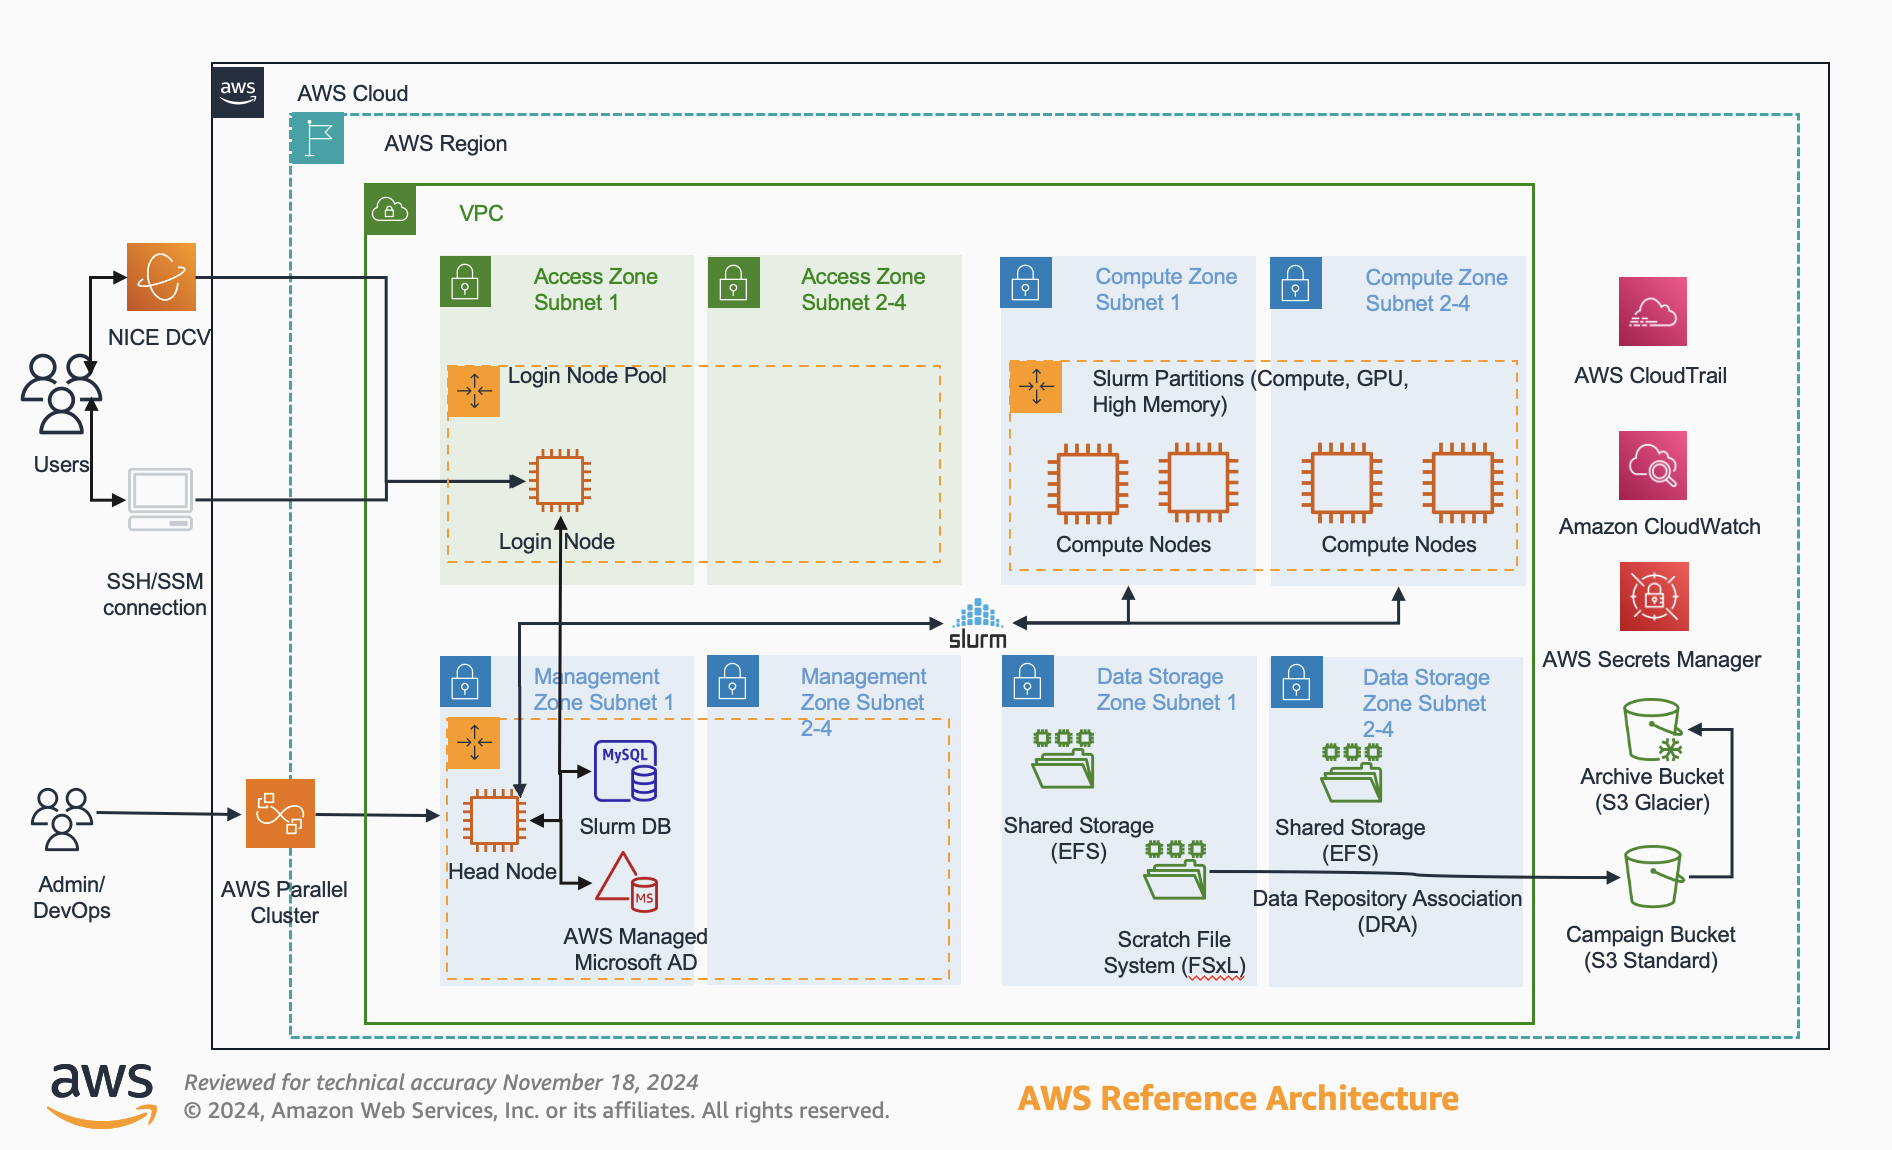 aws
AWS Cloud
AWS Region
VPC
NICE DCV
Users
SSH/SSM
connection
Access Zone
Subnet 1
Access Zone
Subnet 2-4
Login Node Pool
Login Node
Compute Zone
Subnet 1
Compute Zone
Subnet 2-4
Slurm Partitions (Compute, GPU,
High Memory)
Compute Nodes
Compute Nodes
slurm
AWS CloudTrail
Amazon CloudWatch
AWS Secrets Manager
Admin/
DevOps
AWS Parallel
Cluster
Management
Zone Subnet 1
Management
Zone Subnet
2-4
MySQL
Slurm DB
Head Node
MS
AWS Managed
Microsoft AD
Data Storage
Zone Subnet 1
Data Storage
Zone Subnet
2-4
Shared Storage
(EFS)
Shared Storage
(EFS)
Scratch File
System (FSxL)
Data Repository Association
(DRA)
Archive Bucket
(S3 Glacier)
Campaign Bucket
(S3 Standard)
aws
Reviewed for technical accuracy November 18, 2024
© 2024, Amazon Web Services, Inc. or its affiliates. All rights reserved.
AWS Reference Architecture